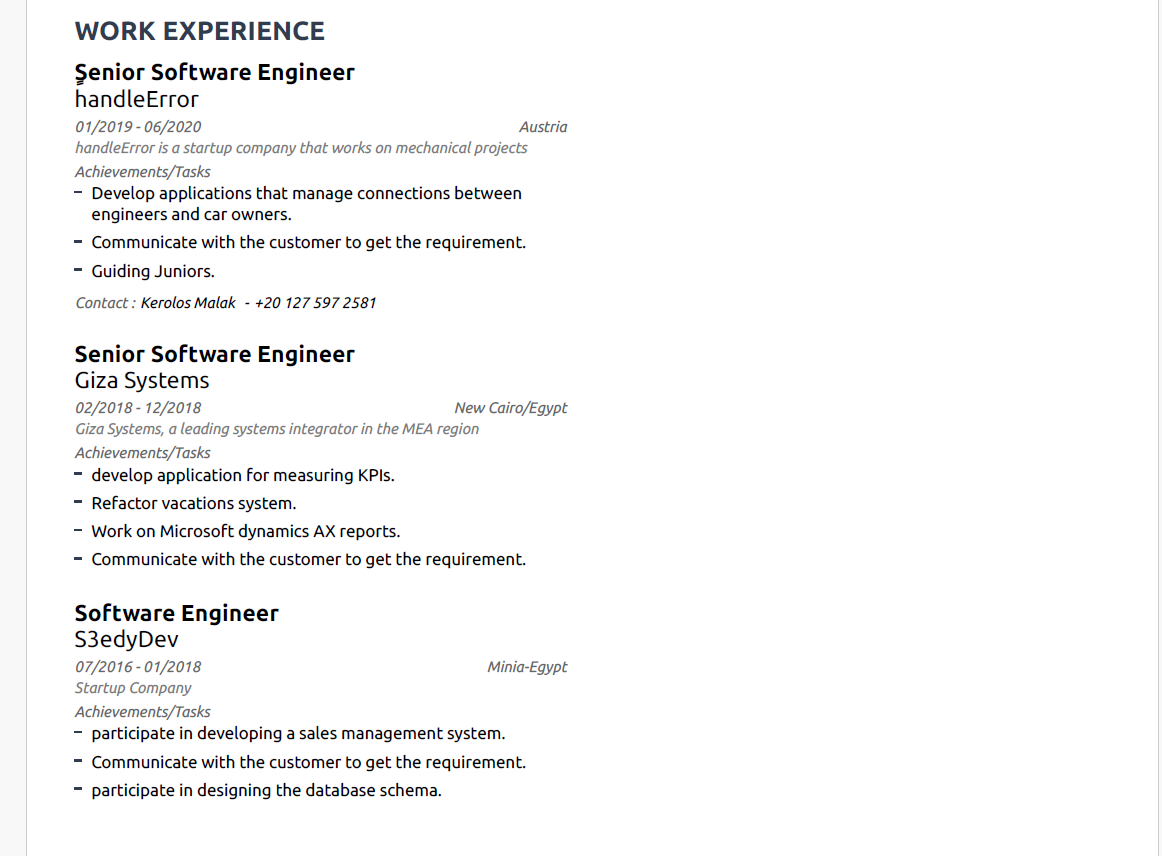 WORK EXPERIENCE
Senior Software Engineer
handleError
01/2019 - 06/2020 Austria
handleError is a startup company that works on mechanical projects
Achievements/Tasks
– Develop applications that manage connections between
engineers and car owners.
– Communicate with the customer to get the requirement.
– Guiding Juniors.
Contact : Kerolos Malak - +20 127 597 2581
Senior Software Engineer
Giza Systems
02/2018 - 12/2018 New Cairo/Egypt
Giza Systems, a leading systems integrator in the MEA region
Achievements/Tasks
– develop application for measuring KPIs.
– Refactor vacations system.
– Work on Microsoft dynamics AX reports.
– Communicate with the customer to get the requirement.
Software Engineer
S3edyDev
07/2016 - 01/2018 Minia-Egypt
Startup Company
Achievements/Tasks
– participate in developing a sales management system.
– Communicate with the customer to get the requirement.
– participate in designing the database schema.